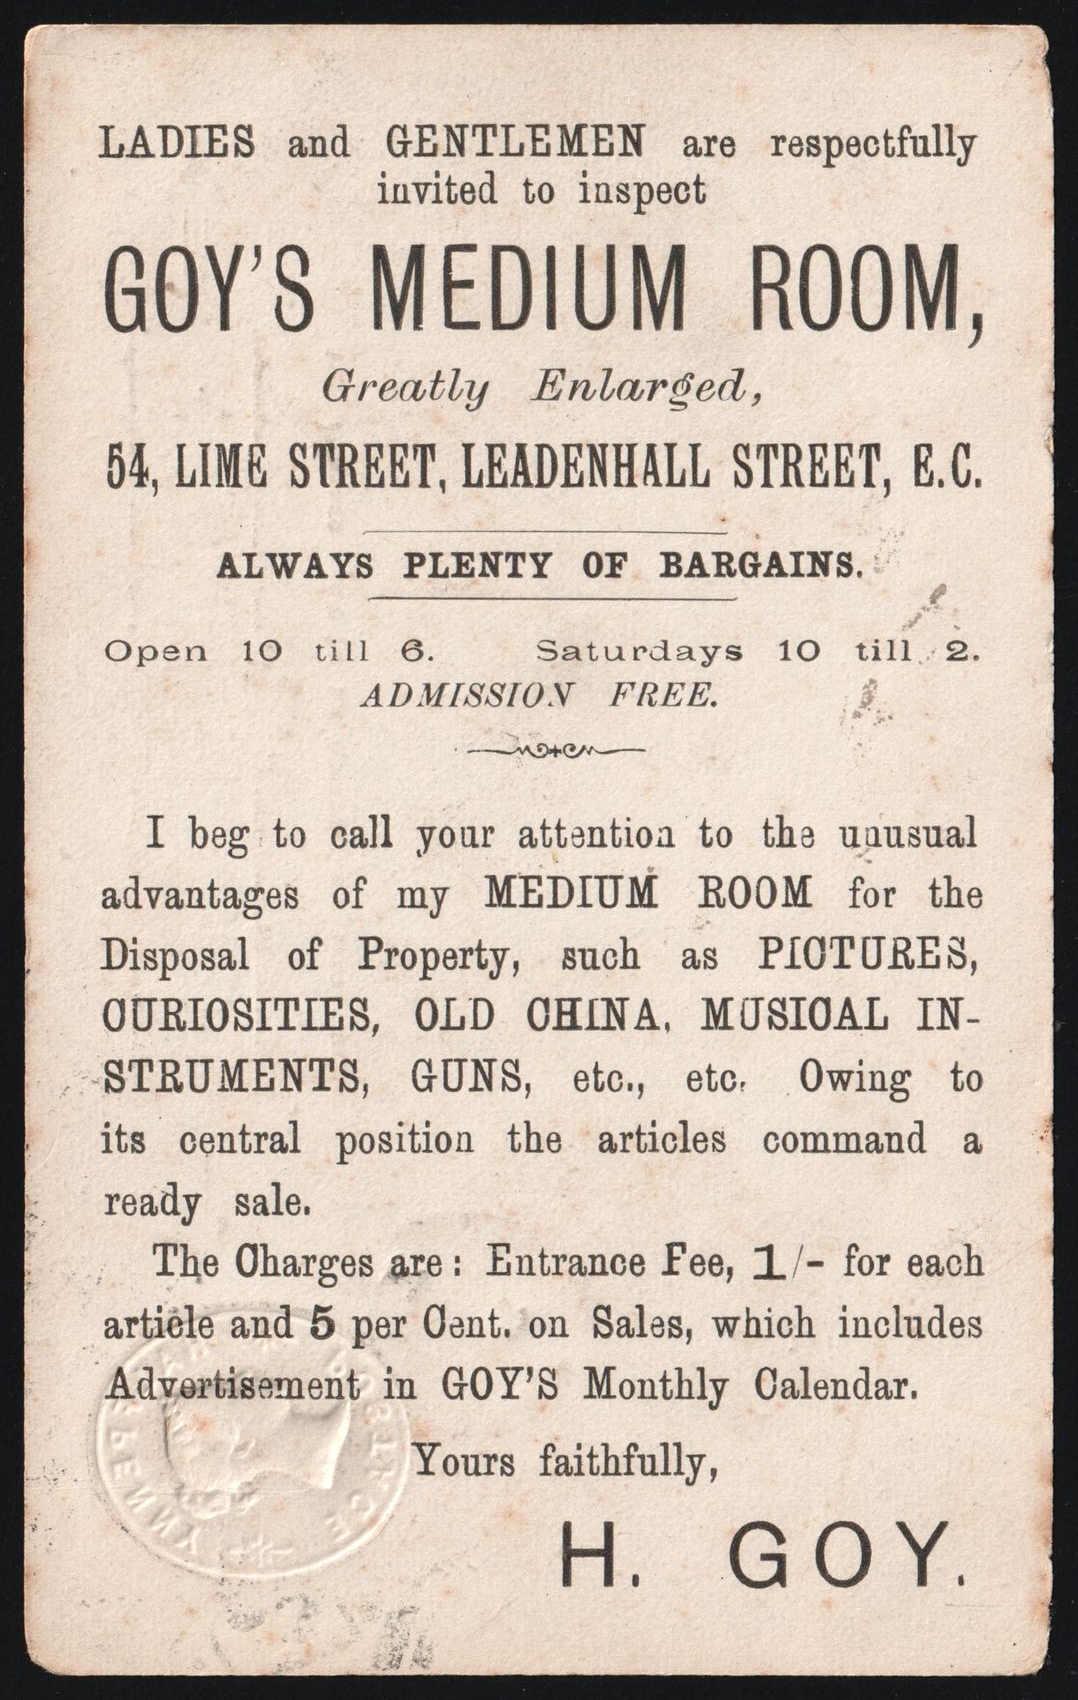 LADIES and GENTLEMEN are respectfully
invited to inspect
GOY'S MEDIUM ROOM,
Greatly Enlarged,
54, LIME STREET, LEADENHALL STREET, E.C.
ALWAYS PLENTY OF BARGAINS.
Open 10 till 6. Saturdays 10 till 2.
ADMISSION FREE.
I beg to call your attention to the unusual
advantages of my MEDIUM ROOM for the
Disposal of Property, such as PICTURES,
CURIOSITIES, OLD CHINA, MUSICAL IN-
STRUMENTS, GUNS, etc., etc. Owing to
its central position the articles command a
ready sale.
The Charges are: Entrance Fee, 1/- for each
article and 5 per Cent. on Sales, which includes
Advertisement in GOY'S Monthly Calendar.
Yours faithfully,
H. GOY.